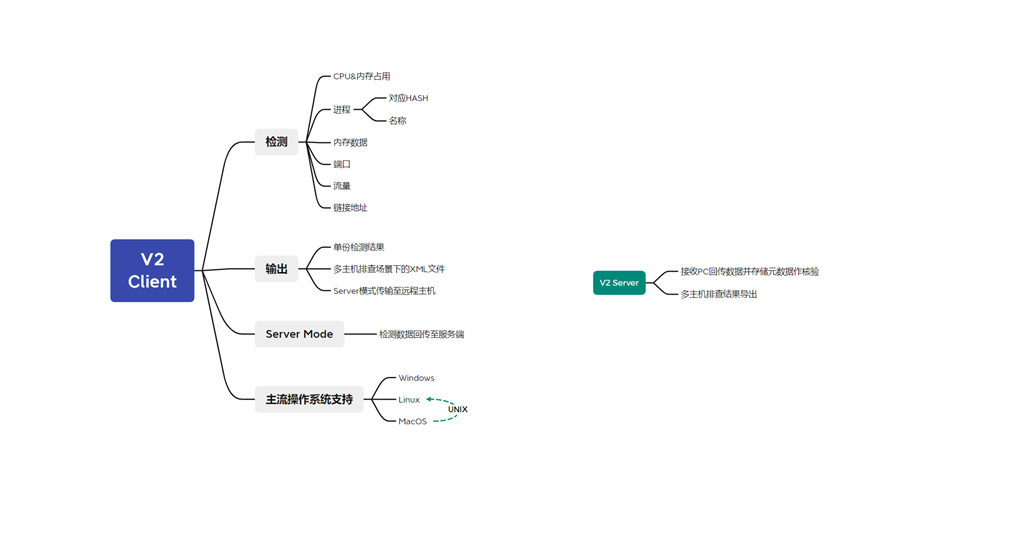 V2
Client
检测
CPU&内存占用
进程
对应HASH
名称
内存数据
端口
流量
链接地址
输出
单份检测结果
多主机排查场景下的XML文件
Server模式传输至远程主机
Server Mode
检测数据回传至服务端
主流操作系统支持
Windows
Linux
MacOS
UNIX
V2 Server
接收PC回传数据并存储元数据作核验
多主机排查结果导出